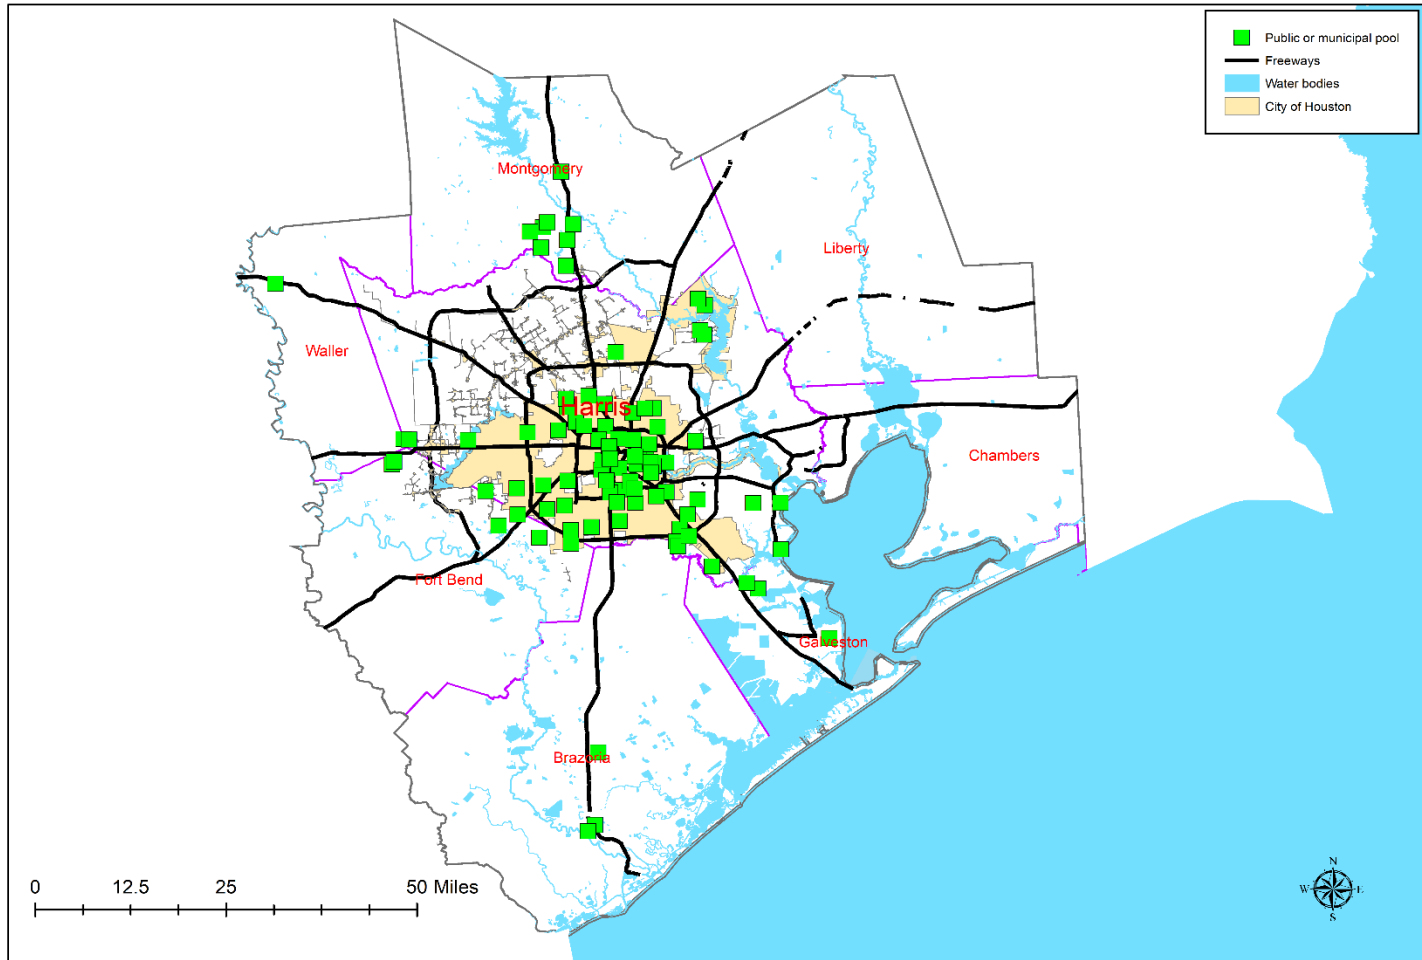 Public or municipal pool
Freeways
Water bodies
City of Houston
Montgomery
Liberty
Waller
Harris
Chambers
Fort Bend
Galveston
Brazoria
0 12.5 25 50 Miles
N
W E
S